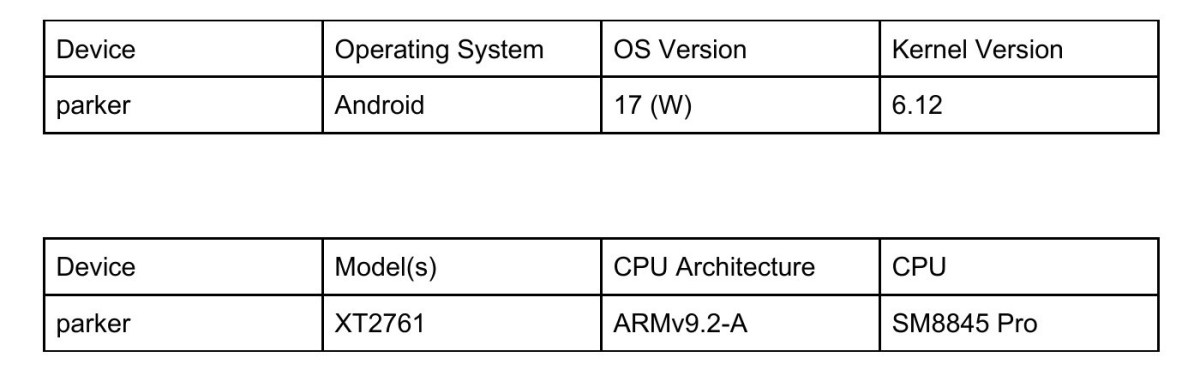 Device Operating System OS Version Kernel Version
parker Android 17 (W) 6.12
Device Model(s) CPU Architecture CPU
parker XT2761 ARMv9.2-A SM8845 Pro